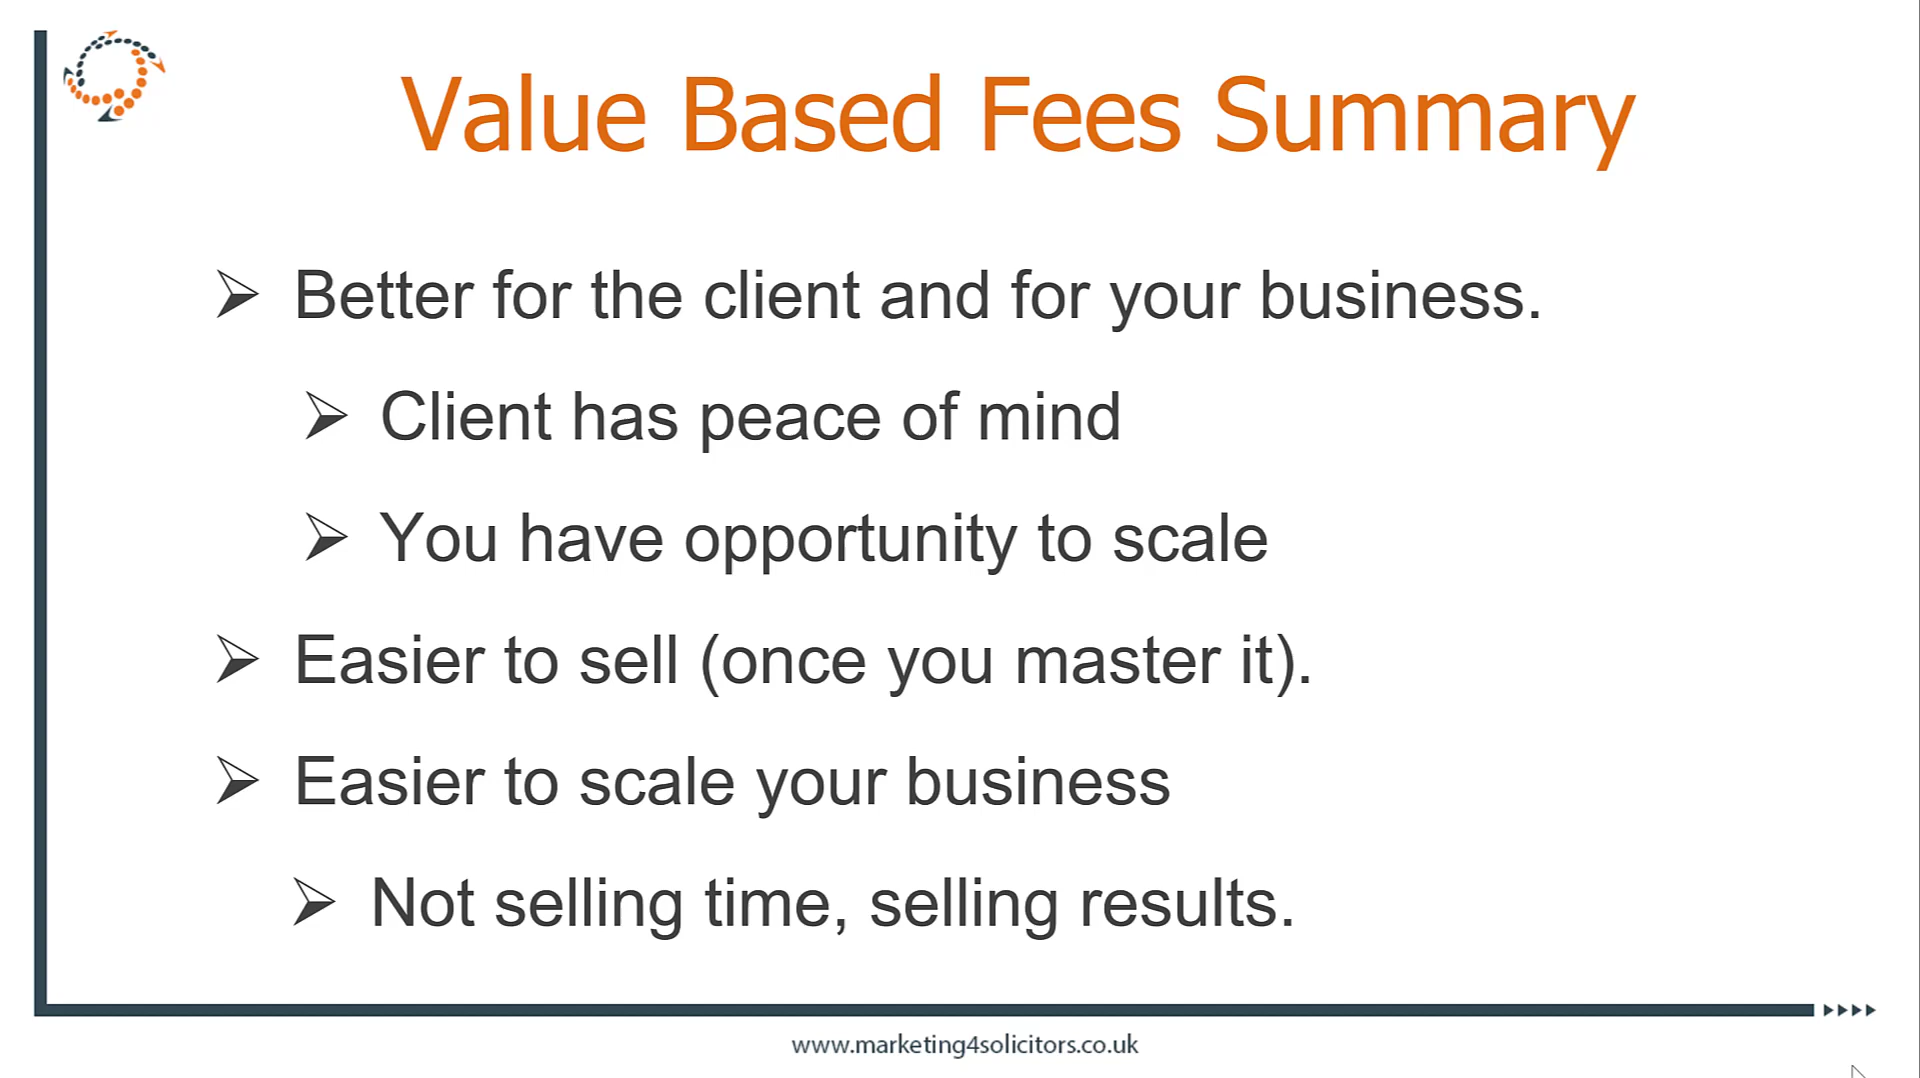 Value Based Fees Summary
Better for the client and for your business.
Client has peace of mind
You have opportunity to scale
Easier to sell (once you master it).
Easier to scale your business
Not selling time, selling results.
www.marketing4solicitors.co.uk